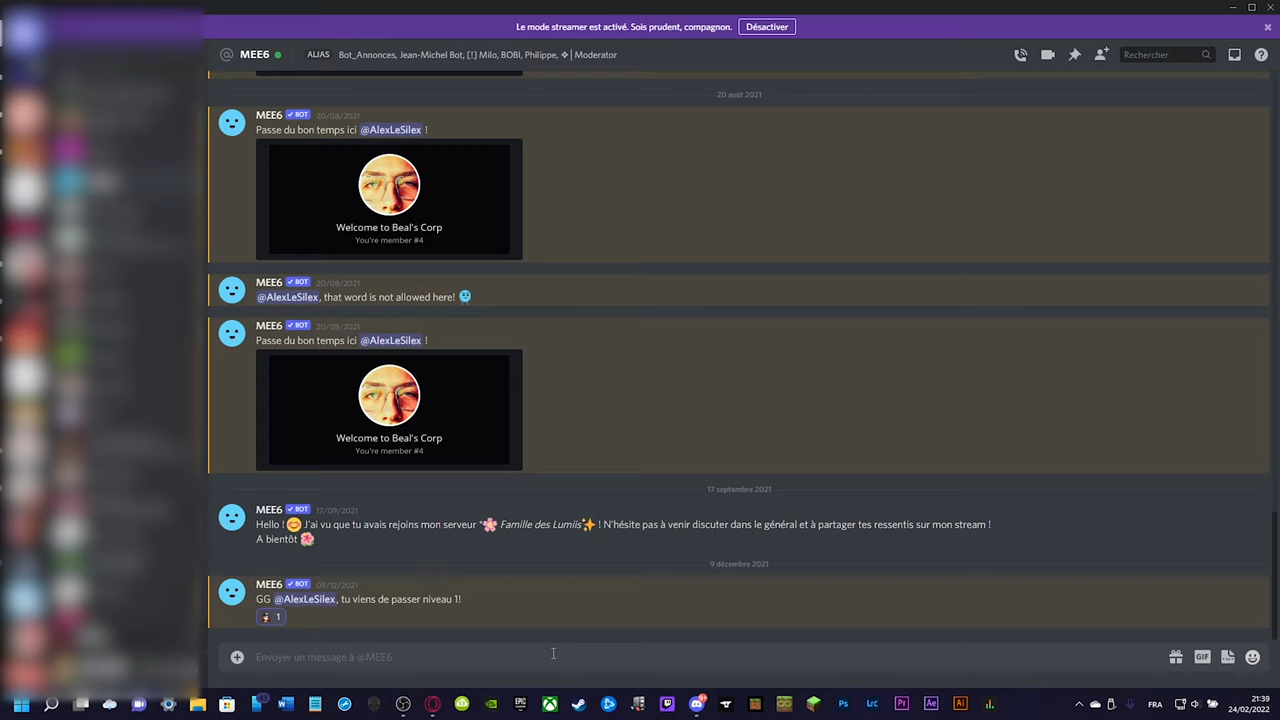 Le mode streamer est activé. Sois prudent, compagnon. Désactiver
@ MEE6 ALIAS Bot_Annonces, Jean-Michel Bot, [!] Milo, BOBI, Philippe, ❖ | Moderator Rechercher
20 août 2021
MEE6 ✓ BOT 20/08/2021
Passe du bon temps ici @AlexLeSilex !
Welcome to Beal's Corp
You're member #4
MEE6 ✓ BOT 20/08/2021
@AlexLeSilex, that word is not allowed here!
MEE6 ✓ BOT 20/08/2021
Passe du bon temps ici @AlexLeSilex !
Welcome to Beal's Corp
You're member #4
17 septembre 2021
MEE6 ✓ BOT 17/09/2021
Hello ! 😊 J'ai vu que tu avais rejoins mon serveur "🌸 Famille des Lumiis✨ ! N'hésite pas à venir discuter dans le général et à partager tes ressentis sur mon stream !
A bientôt 🌺
9 décembre 2021
MEE6 ✓ BOT 09/12/2021
GG @AlexLeSilex, tu viens de passer niveau 1!
1
Envoyer un message à @MEE6 GIF
EPIC Ps Lrc Pr Ae Ai FRA 21:39
24/02/2022